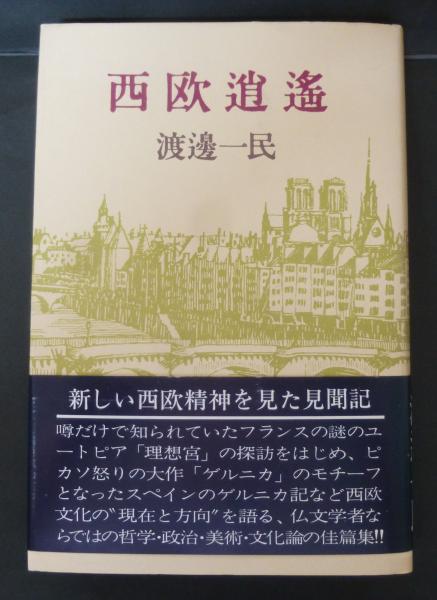 西欧逍遙
渡邊一民
新しい西欧精神を見た見聞記
噂だけで知られていたフランスの謎のユ
ートピア「理想宮」の探訪をはじめ、ピ
カソ怒りの大作「ゲルニカ」のモチーフ
となったスペインのゲルニカ記など西欧
文化の〝現在と方向〟を語る、仏文学者な
らではの哲学・政治・美術・文化論の佳篇集!!